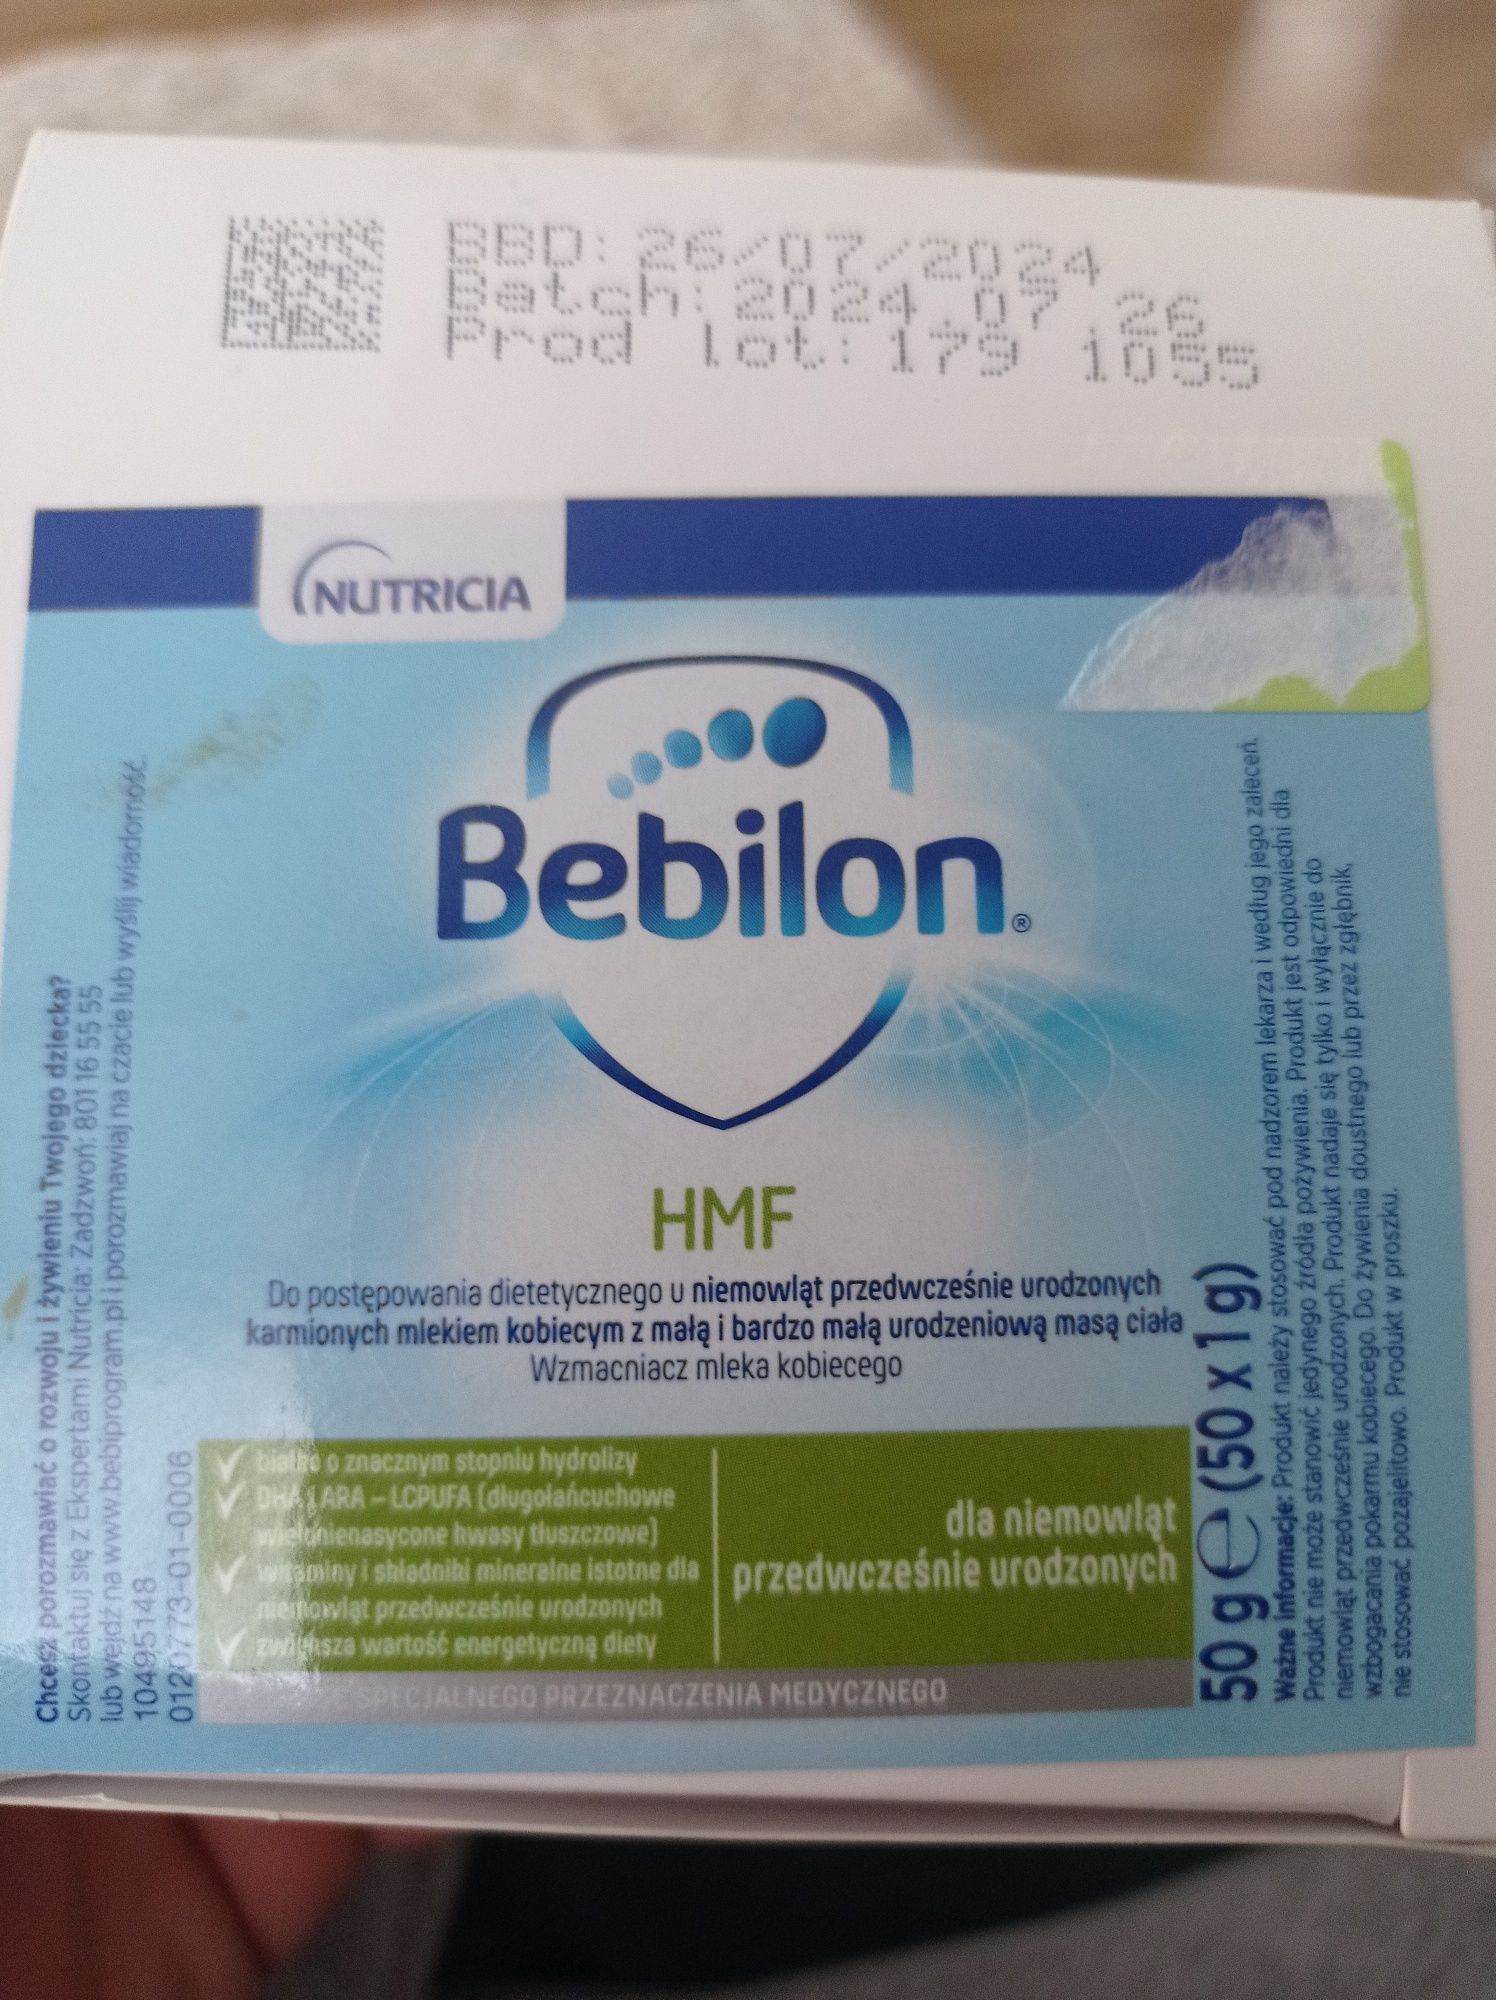 BBD: 26/07/2024
Batch: 2024 07 26
Prod lot: 179 1055
NUTRICIA
Bebilon®
HMF
Do postępowania dietetycznego u niemowląt przedwcześnie urodzonych
karmionych mlekiem kobiecym z małą i bardzo małą urodzeniową masą ciała
Wzmacniacz mleka kobiecego
białko o znacznym stopniu hydrolizy
DHA i ARA – LCPUFA (długołańcuchowe
wielonienasycone kwasy tłuszczowe)
witaminy i składniki mineralne istotne dla
niemowląt przedwcześnie urodzonych
zwiększa wartość energetyczną diety
dla niemowląt
przedwcześnie urodzonych
SPECJALNEGO PRZEZNACZENIA MEDYCZNEGO
Chcesz porozmawiać o rozwoju i żywieniu Twojego dziecka?
Skontaktuj się z Ekspertami Nutricia: Zadzwoń: 801 16 55 55
lub wejdź na www.bebiprogram.pl i porozmawiaj na czacie lub wyślij wiadomość.
10495148
0120773-01-0006
50 g e (50 x 1 g)
Ważne informacje: Produkt należy stosować pod nadzorem lekarza i według jego zaleceń.
Produkt nie może stanowić jedynego źródła pożywienia. Produkt jest odpowiedni dla
niemowląt przedwcześnie urodzonych. Produkt nadaje się tylko i wyłącznie do
wzbogacania pokarmu kobiecego. Do żywienia doustnego lub przez zgłębnik,
nie stosować pozajelitowo. Produkt w proszku.